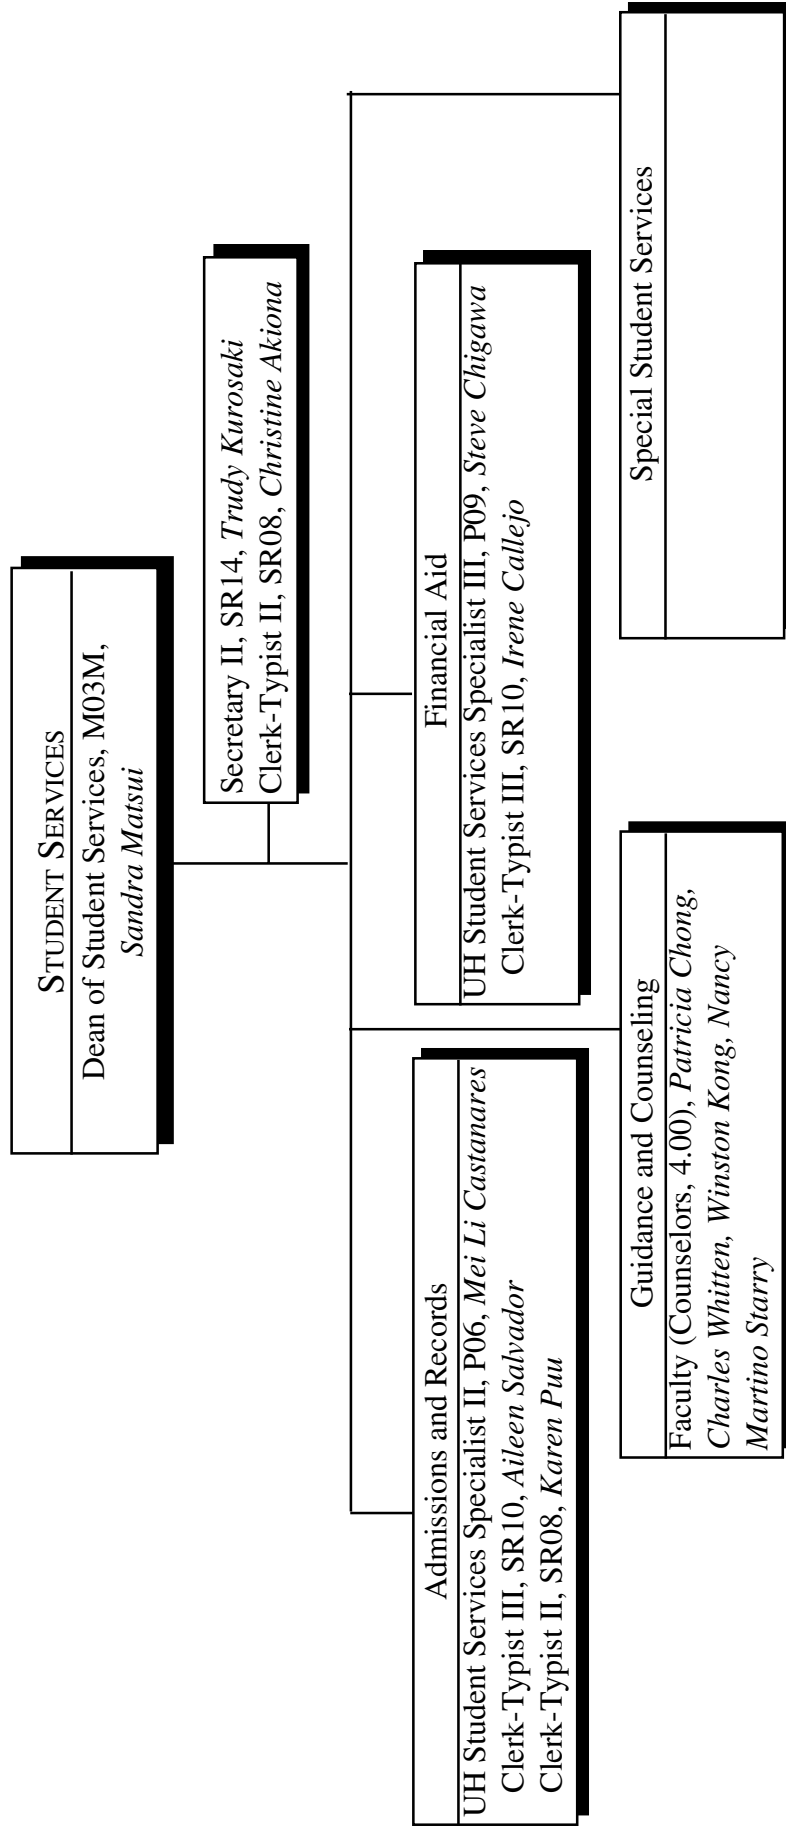 STUDENT SERVICES
Dean of Student Services, M03M,
Sandra Matsui
Secretary II, SR14, Trudy Kurosaki
Clerk-Typist II, SR08, Christine Akiona
Admissions and Records
UH Student Services Specialist II, P06, Mei Li Castanares
Clerk-Typist III, SR10, Aileen Salvador
Clerk-Typist II, SR08, Karen Puu
Financial Aid
UH Student Services Specialist III, P09, Steve Chigawa
Clerk-Typist III, SR10, Irene Callejo
Guidance and Counseling
Faculty (Counselors, 4.00), Patricia Chong,
Charles Whitten, Winston Kong, Nancy
Martino Starry
Special Student Services